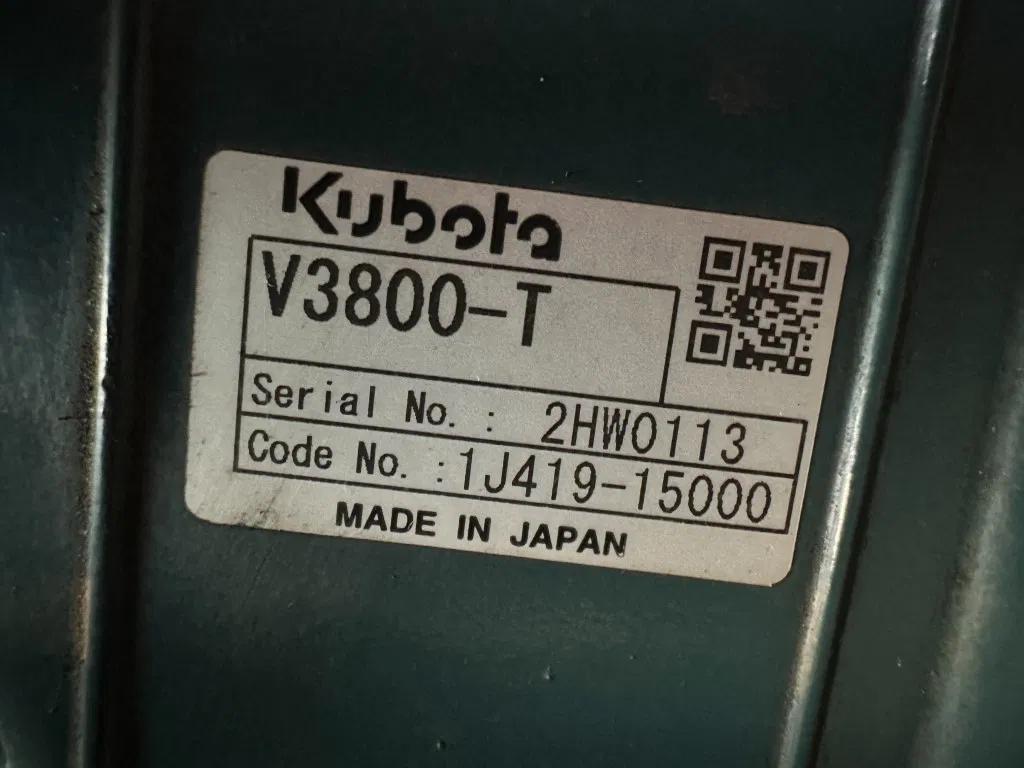 Kubota
V3800-T
Serial No. : 2HW0113
Code No. :1J419-15000
MADE IN JAPAN